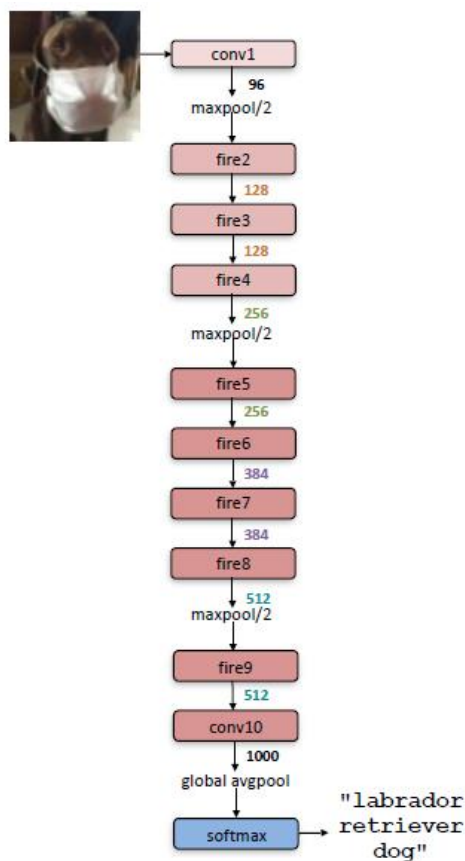 conv1
96
maxpool/2
fire2
128
fire3
128
fire4
256
maxpool/2
fire5
256
fire6
384
fire7
384
fire8
512
maxpool/2
fire9
512
conv10
1000
global avgpool
softmax
"labrador
retriever
dog"